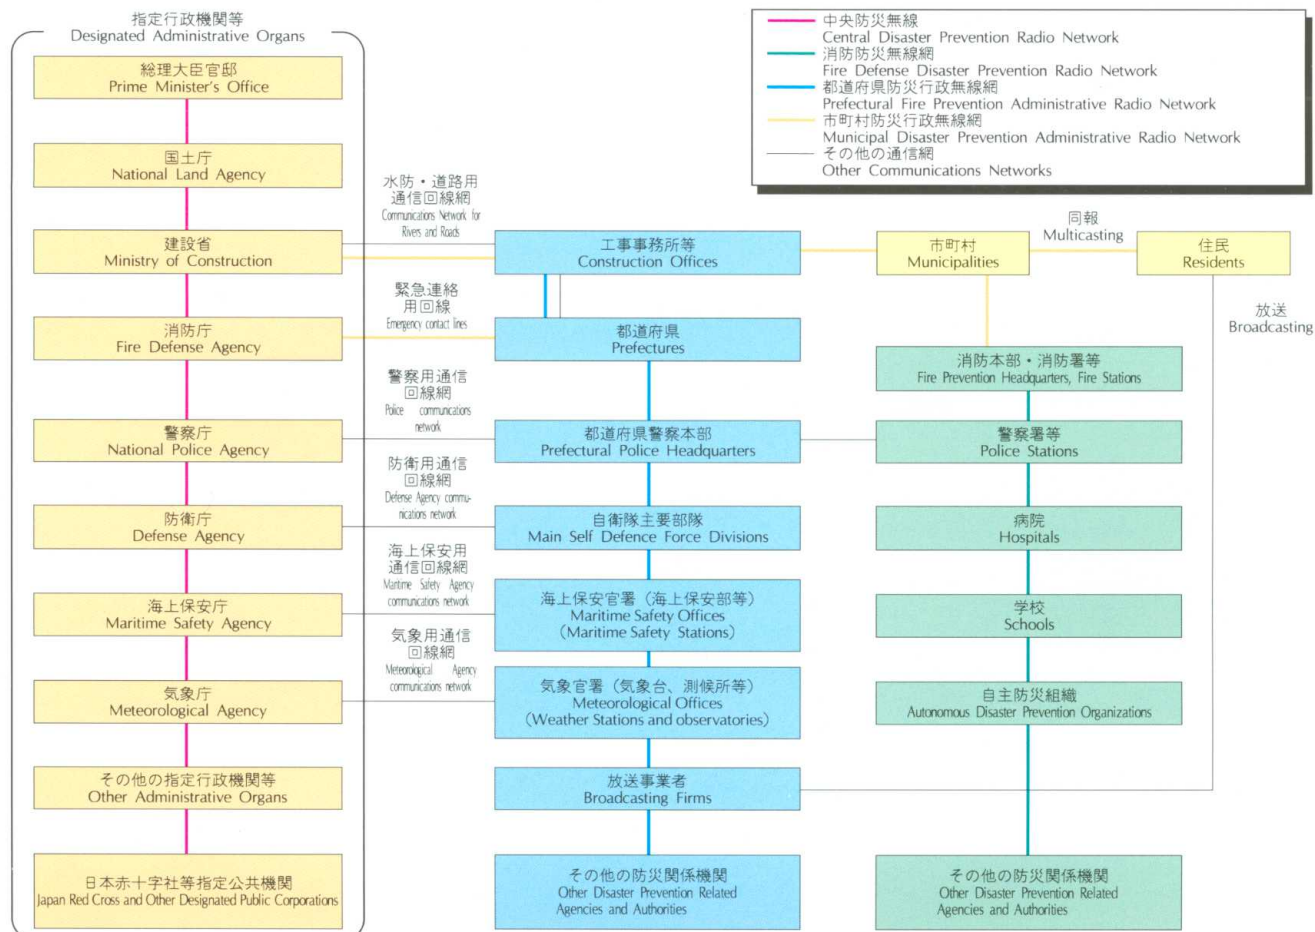 指定行政機関等
Designated Administrative Organs
総理大臣官邸
Prime Minister's Office
国土庁
National Land Agency
建設省
Ministry of Construction
消防庁
Fire Defense Agency
警察庁
National Police Agency
防衛庁
Defense Agency
海上保安庁
Maritime Safety Agency
気象庁
Meteorological Agency
その他の指定行政機関等
Other Administrative Organs
日本赤十字社等指定公共機関
Japan Red Cross and Other Designated Public Corporations
水防・道路用
通信回線網
Communications Network for
Rivers and Roads
緊急連絡
用回線
Emergency contact lines
警察用通信
回線網
Police communications
network
防衛用通信
回線網
Defense Agency commu-
nications network
海上保安用
通信回線網
Maritime Safety Agency
communications network
気象用通信
回線網
Meteorological Agency
communications network
工事事務所等
Construction Offices
都道府県
Prefectures
都道府県警察本部
Prefectural Police Headquarters
自衛隊主要部隊
Main Self Defence Force Divisions
海上保安官署（海上保安部等）
Maritime Safety Offices
(Maritime Safety Stations)
気象官署（気象台、測候所等）
Meteorological Offices
(Weather Stations and observatories)
放送事業者
Broadcasting Firms
その他の防災関係機関
Other Disaster Prevention Related
Agencies and Authorities
中央防災無線
Central Disaster Prevention Radio Network
消防防災無線網
Fire Defense Disaster Prevention Radio Network
都道府県防災行政無線網
Prefectural Fire Prevention Administrative Radio Network
市町村防災行政無線網
Municipal Disaster Prevention Administrative Radio Network
その他の通信網
Other Communications Networks
市町村
Municipalities
同報
Multicasting
住民
Residents
放送
Broadcasting
消防本部・消防署等
Fire Prevention Headquarters, Fire Stations
警察署等
Police Stations
病院
Hospitals
学校
Schools
自主防災組織
Autonomous Disaster Prevention Organizations
その他の防災関係機関
Other Disaster Prevention Related
Agencies and Authorities